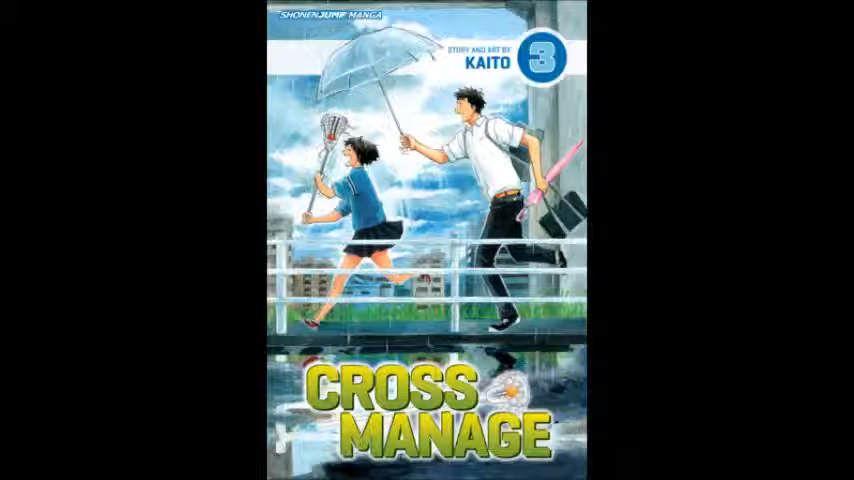 SHONEN JUMP MANGA
STORY AND ART BY
KAITO
3
CROSS
MANAGE